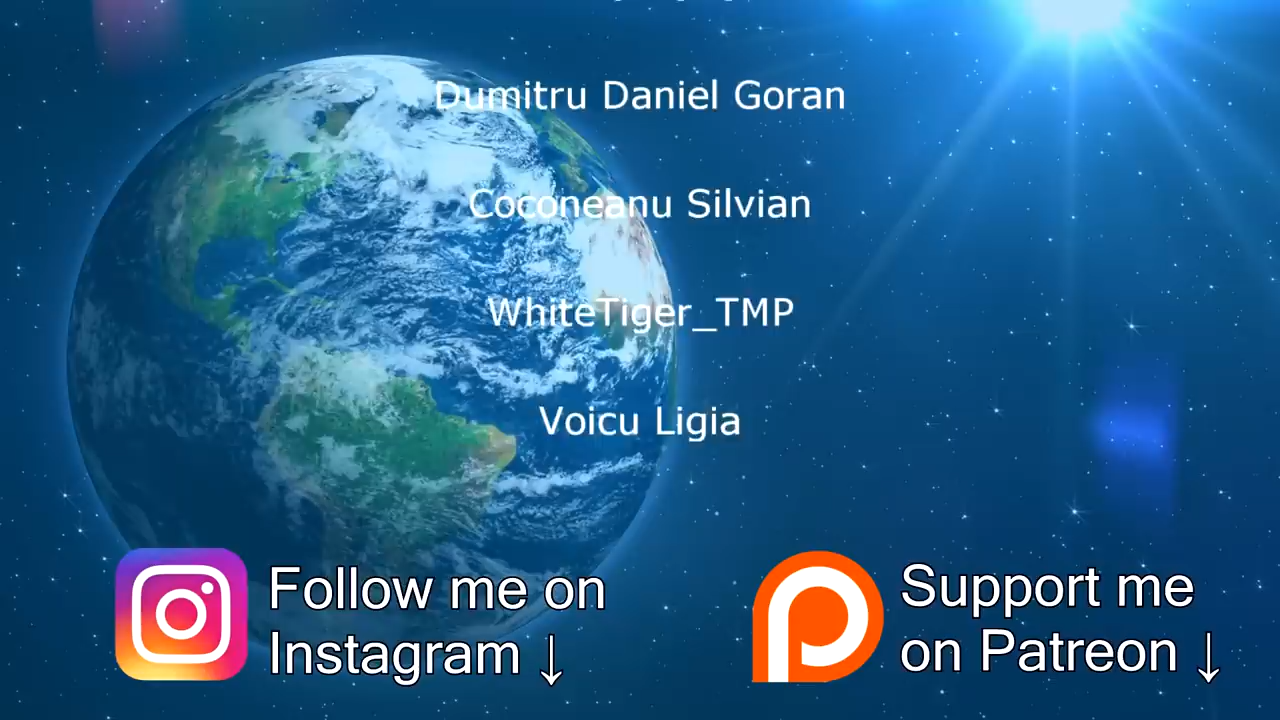 Dumitru Daniel Goran
Coconeanu Silvian
WhiteTiger_TMP
Voicu Ligia
Follow me on
Instagram ↓
Support me
on Patreon ↓